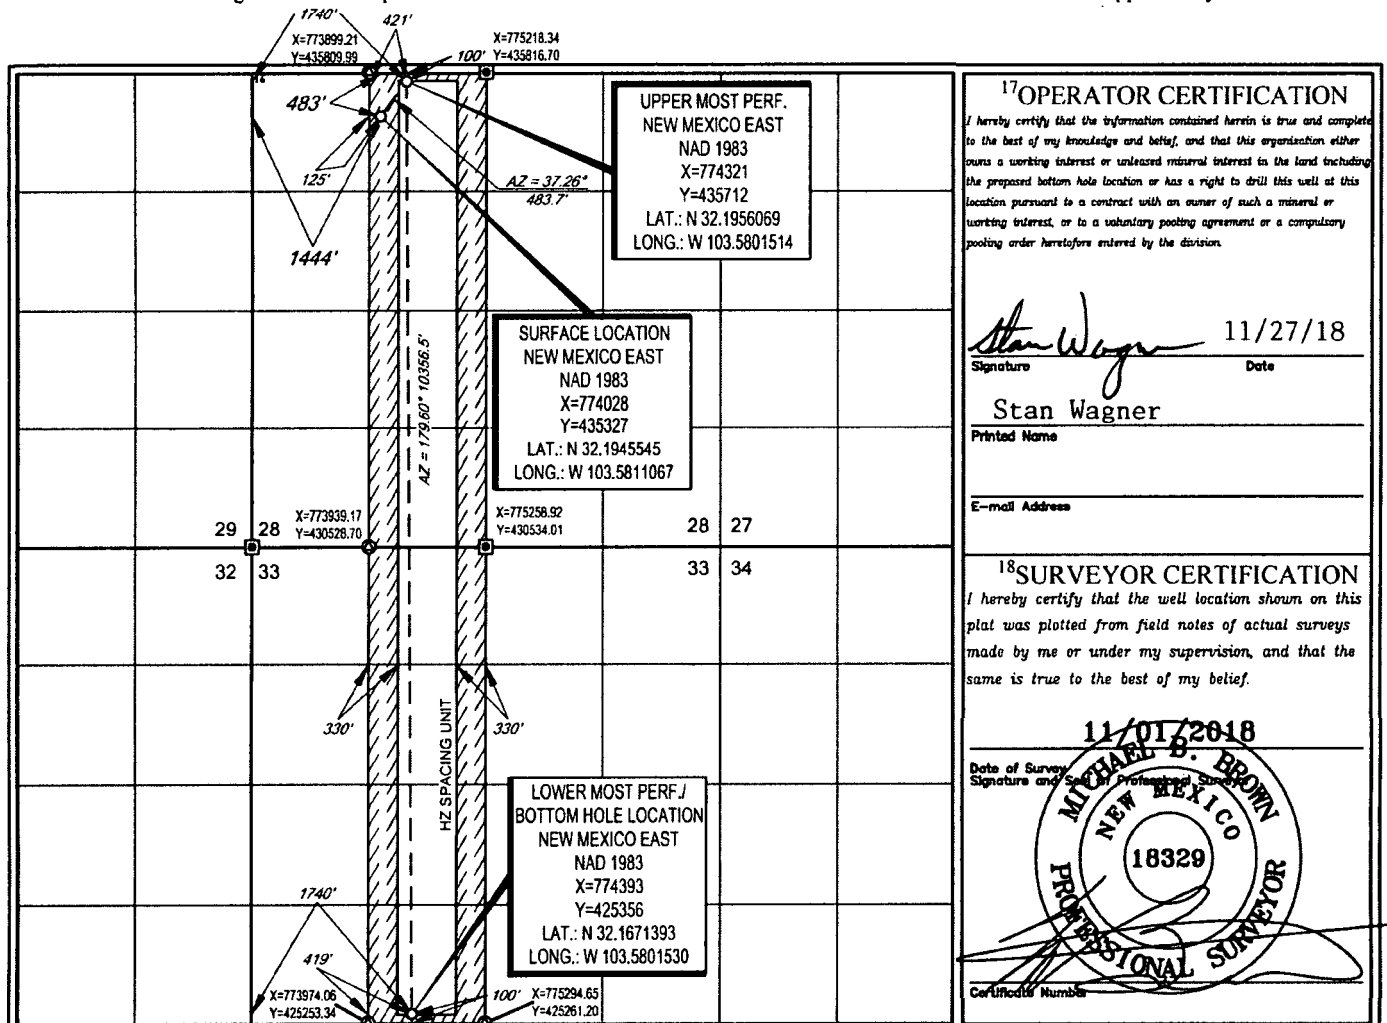 1740'
421'
X=773899.21
Y=435809.99
X=775218.34
Y=435816.70
100'
483'
125'
1444'
AZ = 37.26°
483.7'
UPPER MOST PERF.
NEW MEXICO EAST
NAD 1983
X=774321
Y=435712
LAT.: N 32.1956069
LONG.: W 103.5801514
SURFACE LOCATION
NEW MEXICO EAST
NAD 1983
X=774028
Y=435327
LAT.: N 32.1945545
LONG.: W 103.5811067
AZ = 179.60° 10356.5'
29 28
X=773939.17
Y=430528.70
X=775258.92
Y=430534.01
28 27
32 33
33 34
330'
330'
HZ SPACING UNIT
LOWER MOST PERF./
BOTTOM HOLE LOCATION
NEW MEXICO EAST
NAD 1983
X=774393
Y=425356
LAT.: N 32.1671393
LONG.: W 103.5801530
1740'
419'
X=773974.06
Y=425253.34
100'
X=775294.65
Y=425261.20
17OPERATOR CERTIFICATION
I hereby certify that the information contained herein is true and complete
to the best of my knowledge and belief, and that this organization either
owns a working interest or unleased mineral interest in the land including
the proposed bottom hole location or has a right to drill this well at this
location pursuant to a contract with an owner of such a mineral or
working interest, or to a voluntary pooling agreement or a compulsory
pooling order heretofore entered by the division.
Stan Wagner 11/27/18
Signature Date
Stan Wagner
Printed Name
E-mail Address
18SURVEYOR CERTIFICATION
I hereby certify that the well location shown on this
plat was plotted from field notes of actual surveys
made by me or under my supervision, and that the
same is true to the best of my belief.
11/01/2018
Date of Survey
Signature and Seal of Professional Surveyor
MICHAEL B. BROWN
NEW MEXICO
18329
PROFESSIONAL SURVEYOR
Certificate Number